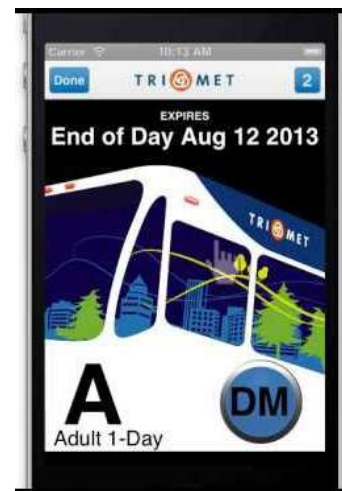 Carrier 10:13 AM
Done TRIMET 2
EXPIRES
End of Day Aug 12 2013
TRIMET
A
DM
Adult 1-Day